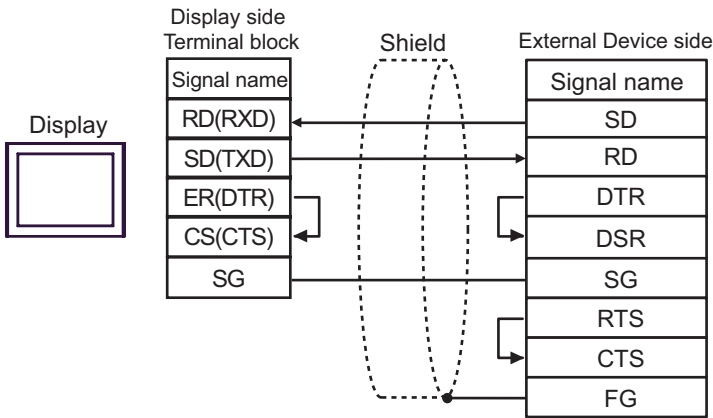 Display side
Terminal block
Shield
External Device side
Display
Signal name
RD(RXD)
SD(TXD)
ER(DTR)
CS(CTS)
SG
Signal name
SD
RD
DTR
DSR
SG
RTS
CTS
FG